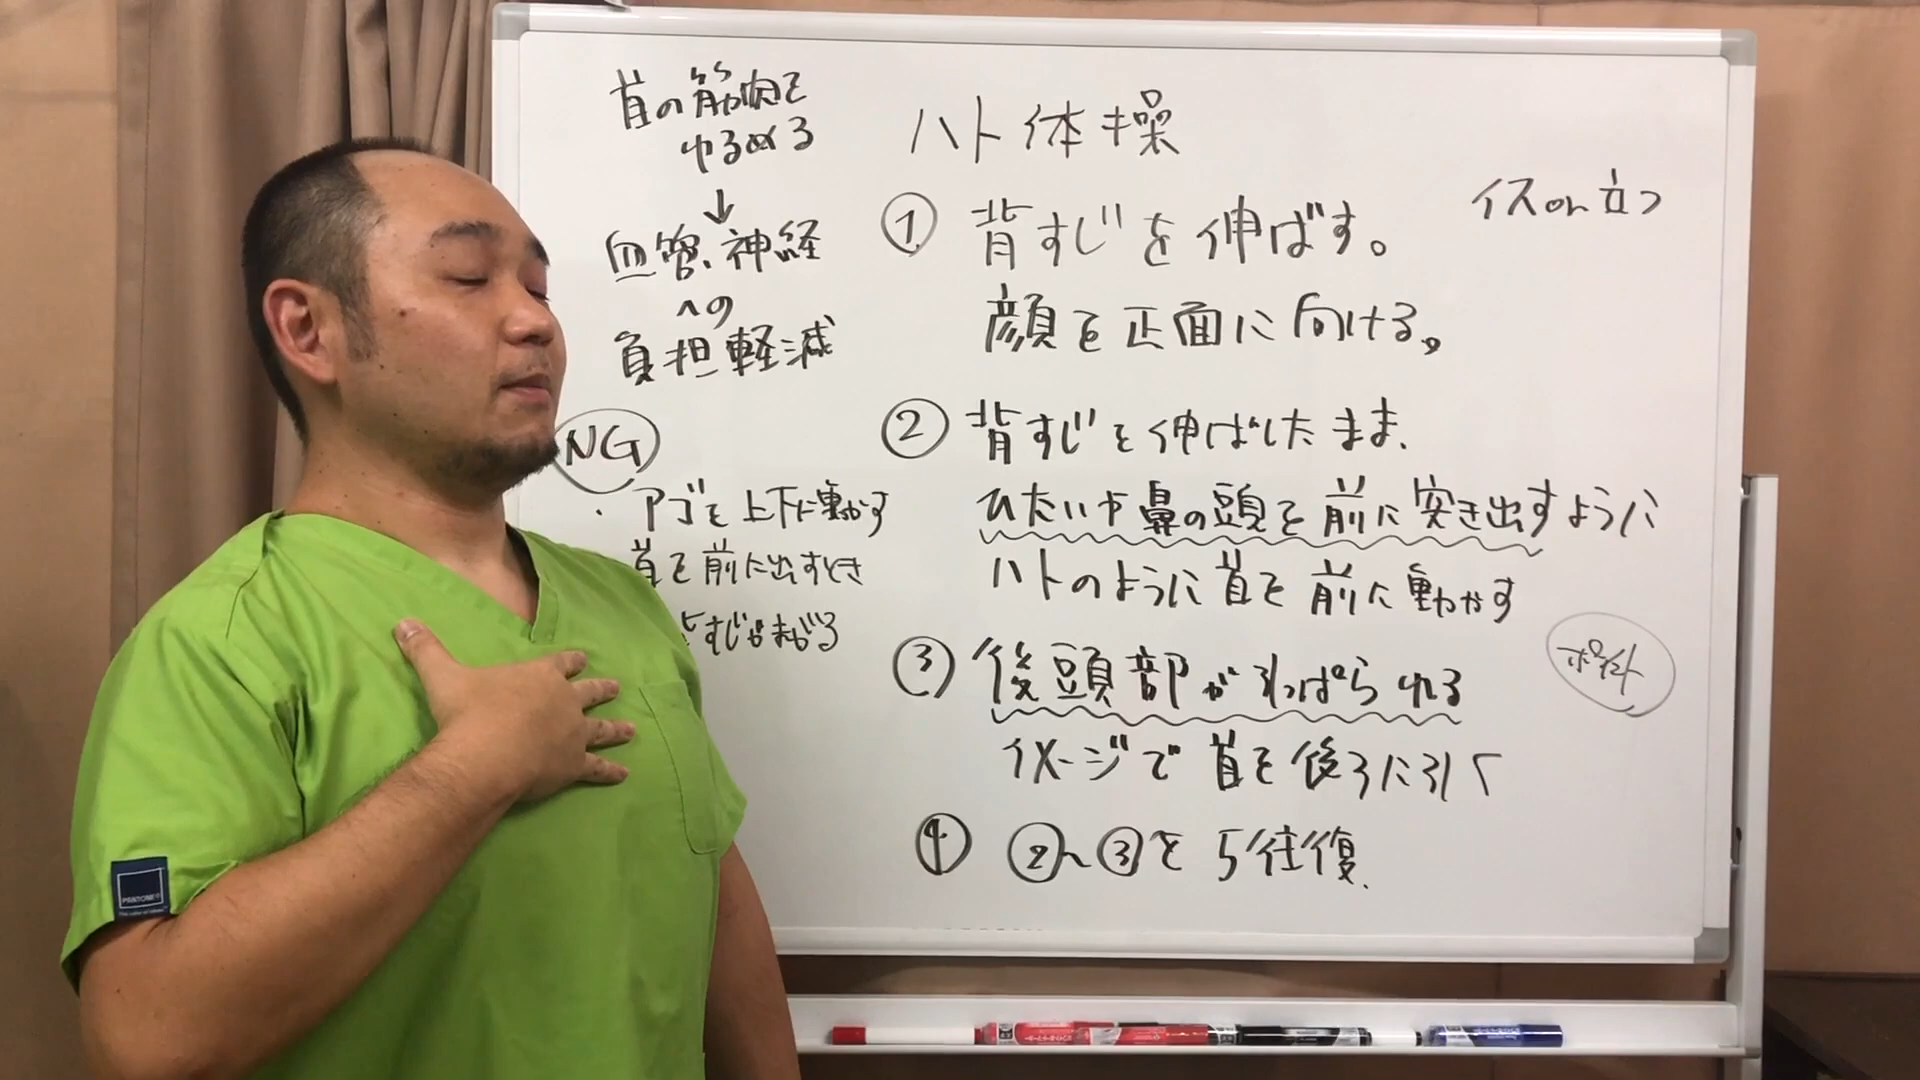 首の筋肉を
ゆるめる
↓
血管、神経
への
負担軽減
NG
・アゴを上下に動かす
首を前に出すとき
背すじがまがる
ハト体操
イス or 立つ
① 背すじを伸ばす。
顔を正面に向ける。
② 背すじを伸ばしたまま、
ひたいや鼻の頭を前に突き出すように
ハトのように首を前に動かす
③ 後頭部が引っぱられる
イメージで首を後ろに引く
ポイント
④ ②〜③を5往復.
PANTONE